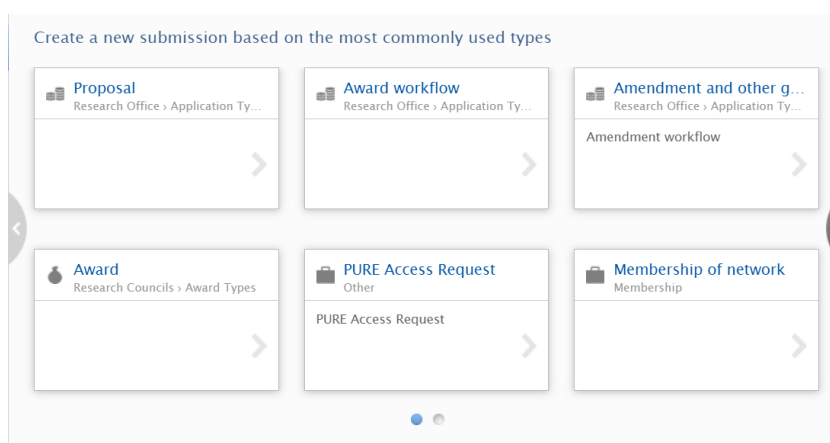 Create a new submission based on the most commonly used types
Proposal
Research Office › Application Ty...
Award workflow
Research Office › Application Ty...
Amendment and other g...
Research Office › Application Ty...
Amendment workflow
Award
Research Councils › Award Types
PURE Access Request
Other
PURE Access Request
Membership of network
Membership